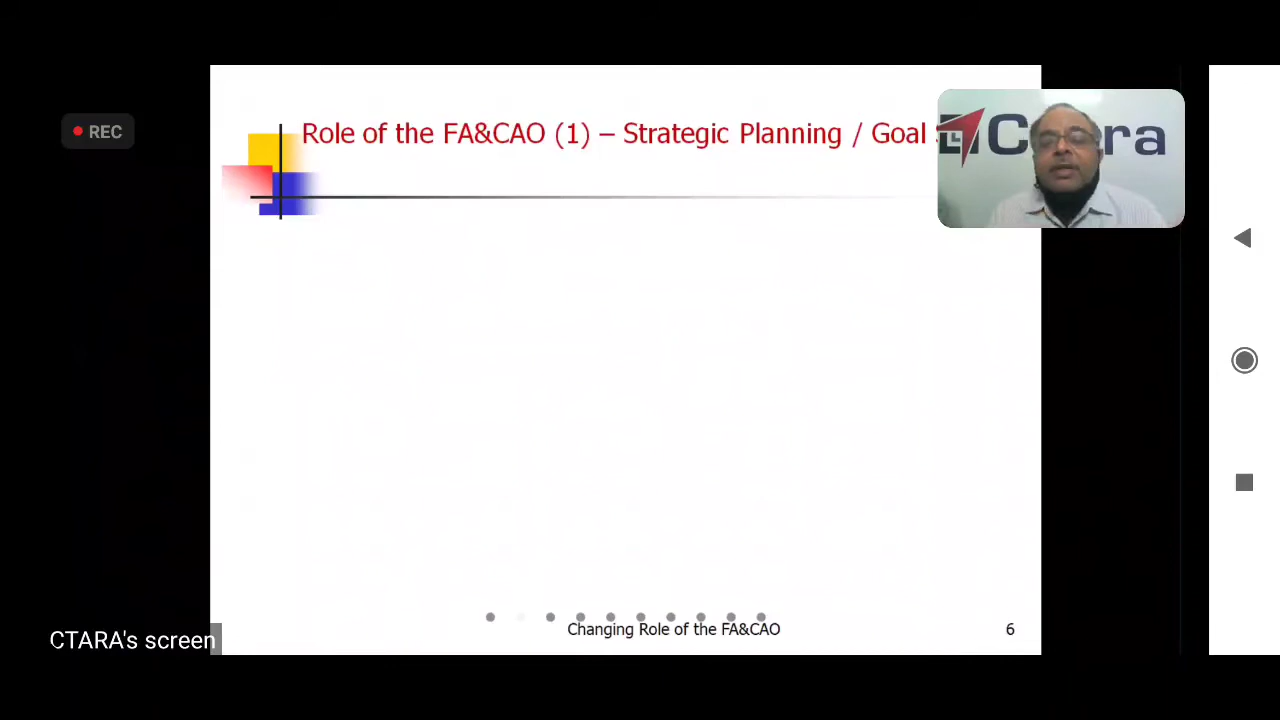 REC
Role of the FA&CAO (1) – Strategic Planning / Goal
C ra
CTARA's screen
Changing Role of the FA&CAO
6